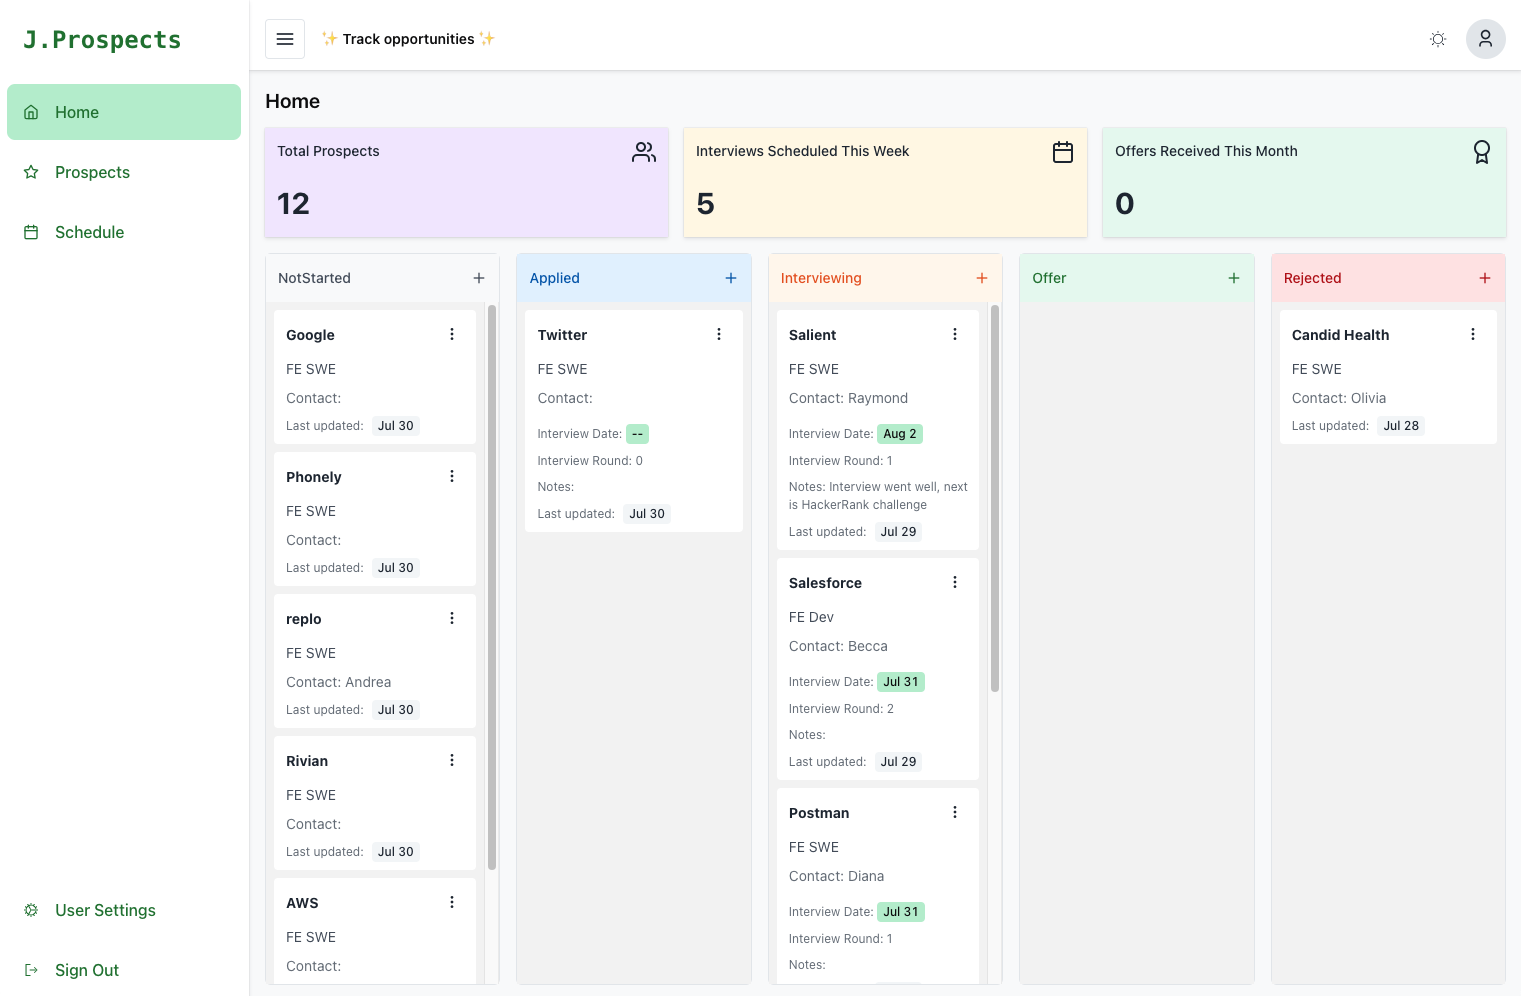 J.Prospects
Home
Prospects
Schedule
User Settings
Sign Out
✨ Track opportunities ✨
Home
Total Prospects
12
Interviews Scheduled This Week
5
Offers Received This Month
0
NotStarted
Google
FE SWE
Contact:
Last updated: Jul 30
Phonely
FE SWE
Contact:
Last updated: Jul 30
replo
FE SWE
Contact: Andrea
Last updated: Jul 30
Rivian
FE SWE
Contact:
Last updated: Jul 30
AWS
FE SWE
Contact:
Applied
Twitter
FE SWE
Contact:
Interview Date: --
Interview Round: 0
Notes:
Last updated: Jul 30
Interviewing
Salient
FE SWE
Contact: Raymond
Interview Date: Aug 2
Interview Round: 1
Notes: Interview went well, next
is HackerRank challenge
Last updated: Jul 29
Salesforce
FE Dev
Contact: Becca
Interview Date: Jul 31
Interview Round: 2
Notes:
Last updated: Jul 29
Postman
FE SWE
Contact: Diana
Interview Date: Jul 31
Interview Round: 1
Notes:
Offer
Rejected
Candid Health
FE SWE
Contact: Olivia
Last updated: Jul 28